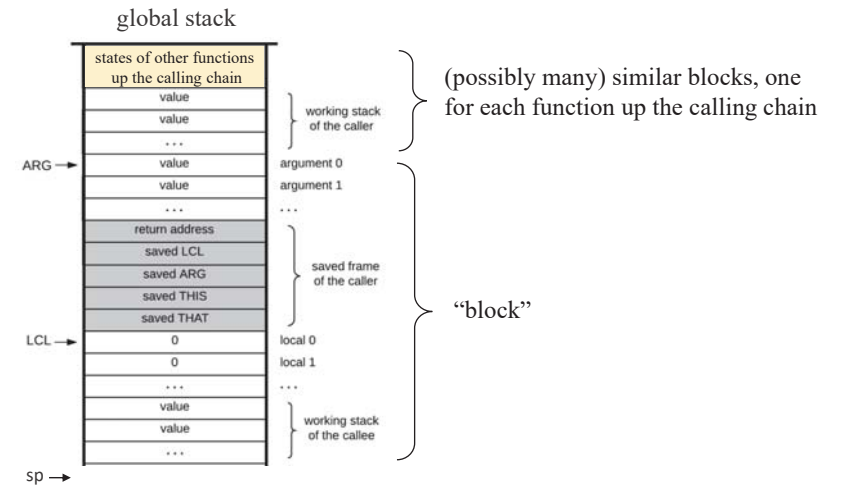 global stack
states of other functions
up the calling chain
(possibly many) similar blocks, one
for each function up the calling chain
value
value
...
working stack
of the caller
ARG
value
argument 0
value
argument 1
...
...
return address
saved LCL
saved ARG
saved THIS
saved THAT
saved frame
of the caller
“block”
LCL
0
local 0
0
local 1
...
...
value
value
...
working stack
of the callee
sp